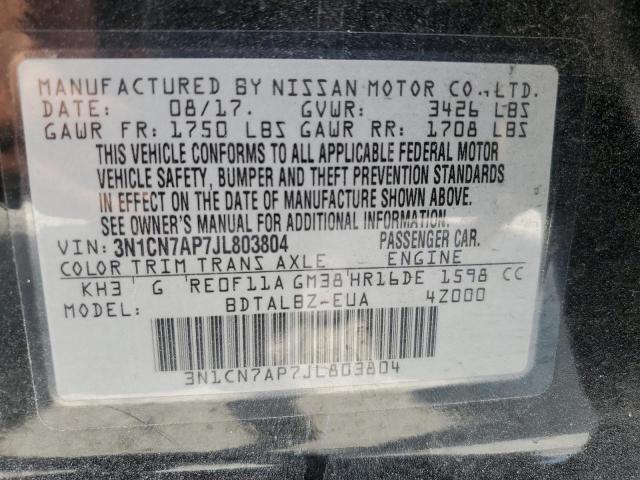 MANUFACTURED BY NISSAN MOTOR CO.,LTD.
DATE: 08/17. GVWR: 3426 LBS
GAWR FR: 1750 LBS GAWR RR: 1708 LBS
THIS VEHICLE CONFORMS TO ALL APPLICABLE FEDERAL MOTOR
VEHICLE SAFETY, BUMPER AND THEFT PREVENTION STANDARDS
IN EFFECT ON THE DATE OF MANUFACTURE SHOWN ABOVE.
SEE OWNER'S MANUAL FOR ADDITIONAL INFORMATION.
VIN: 3N1CN7AP7JL803804 PASSENGER CAR.
COLOR TRIM TRANS AXLE ENGINE
KH3 G RE0F11A GM38 HR16DE 1598 CC
MODEL: BDTALBZ-EUA 4Z000
3N1CN7AP7JL803804